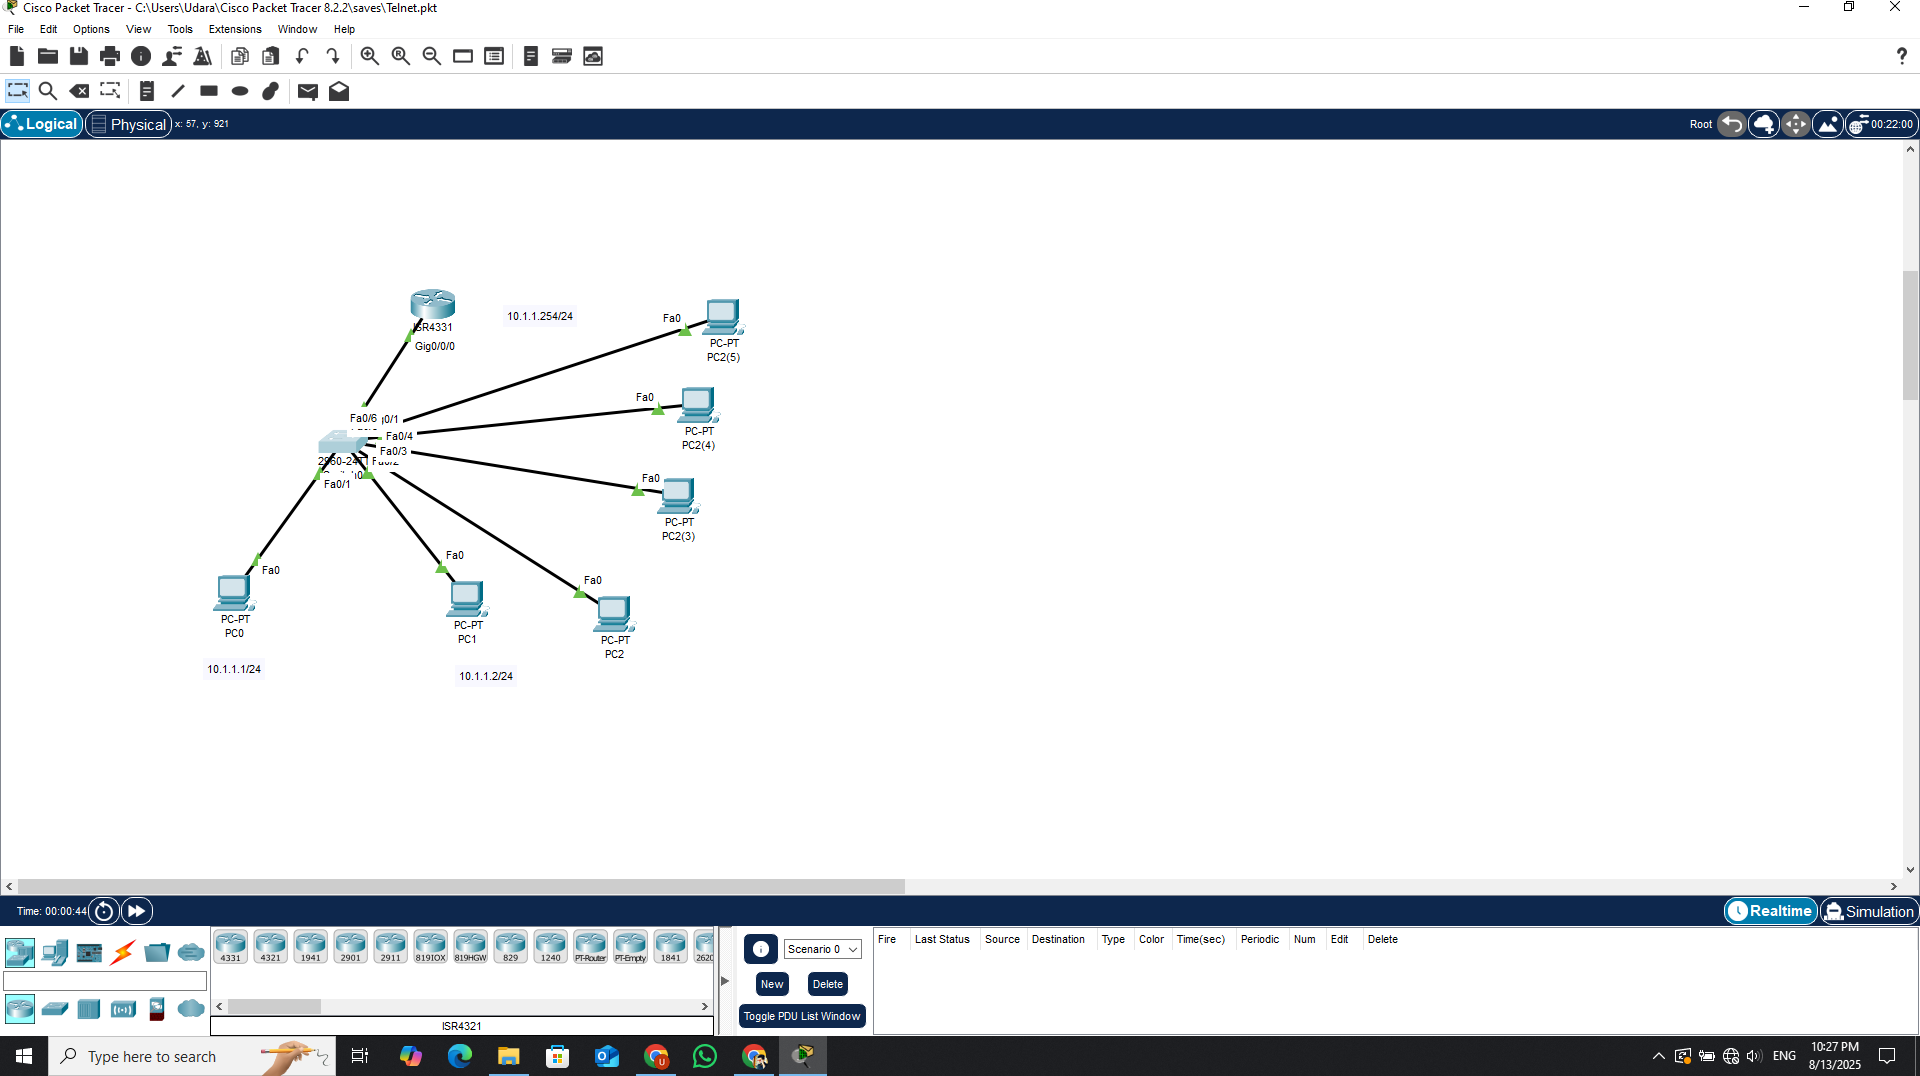 Cisco Packet Tracer - C:\Users\Udara\Cisco Packet Tracer 8.2.2\saves\Telnet.pkt
File Edit Options View Tools Extensions Window Help
Logical Physical x: 57, y: 921 Root 00:22:00
ISR4331
Gig0/0/0
10.1.1.254/24
Fa0
PC-PT
PC2(5)
Fa0
PC-PT
PC2(4)
Fa0/6 g0/1
Fa0/4
Fa0/3
2960-24T Fa0/2
Fa0/1
Fa0
PC-PT
PC2(3)
Fa0
PC-PT
PC0
10.1.1.1/24
Fa0
PC-PT
PC1
10.1.1.2/24
Fa0
PC-PT
PC2
Time: 00:00:44 Realtime Simulation
4331 4321 1941 2901 2911 819IOX 819HGW 829 1240 PT-Router PT-Empty 1841 2620
ISR4321
Scenario 0
New Delete
Toggle PDU List Window
Fire Last Status Source Destination Type Color Time(sec) Periodic Num Edit Delete
Type here to search
ENG
10:27 PM
8/13/2025